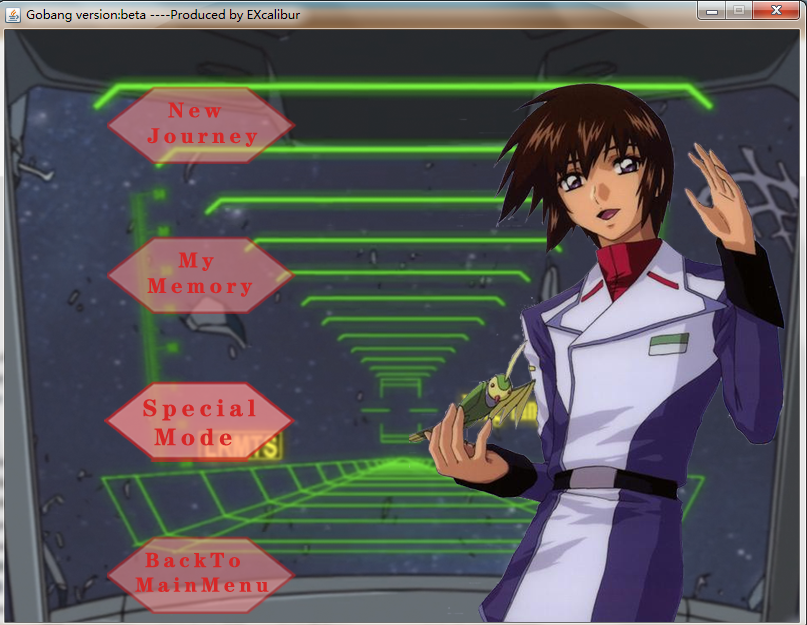 Gobang version:beta ----Produced by EXcalibur
New
Journey
My
Memory
Special
Mode
BackTo
MainMenu